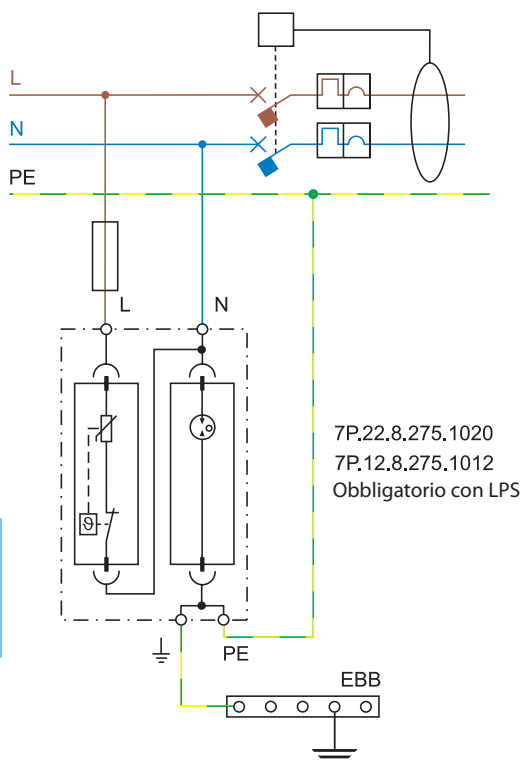 L
N
PE
L
N
7P.22.8.275.1020
7P.12.8.275.1012
Obbligatorio con LPS
ϑ
PE
EBB